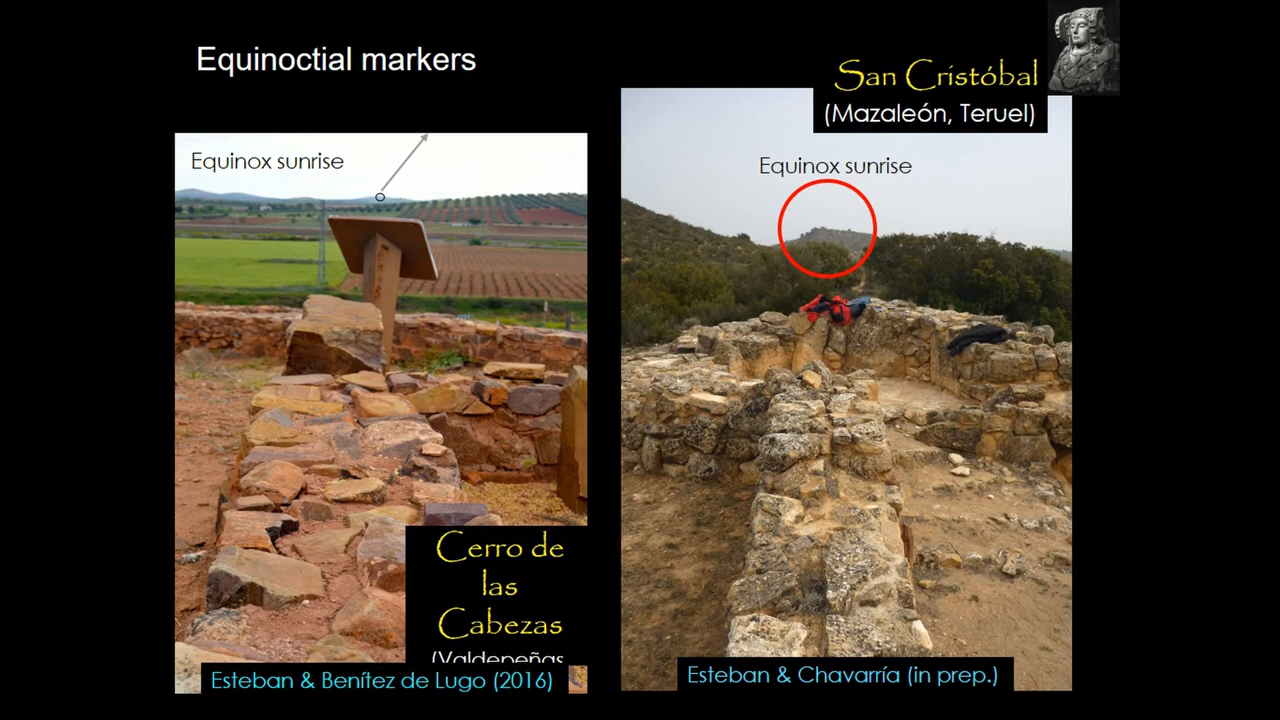 Equinoctial markers
San Cristóbal
(Mazaleón, Teruel)
Equinox sunrise
Equinox sunrise
Cerro de
las
Cabezas
(Valdepeñas
Esteban & Benítez de Lugo (2016)
Esteban & Chavarría (in prep.)